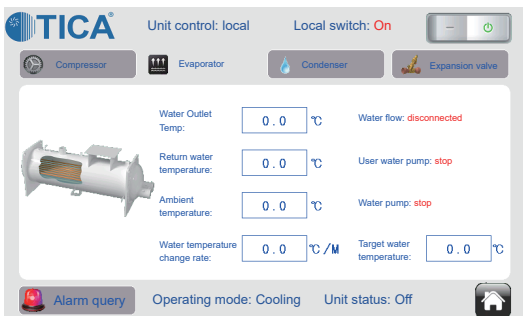 TICA Unit control: local Local switch: On
Compressor Evaporator Condenser Expansion valve
Water Outlet
Temp: 0.0 ℃ Water flow: disconnected
Return water
temperature: 0.0 ℃ User water pump: stop
Ambient
temperature: 0.0 ℃ Water pump: stop
Water temperature
change rate: 0.0 ℃/M Target water
temperature: 0.0 ℃
Alarm query Operating mode: Cooling Unit status: Off